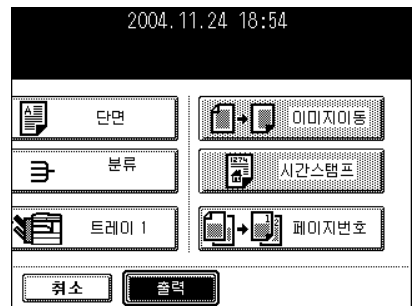 2004.11.24 18:54
단면
이미지이동
분류
시간스탬프
트레이 1
페이지번호
취소
출력